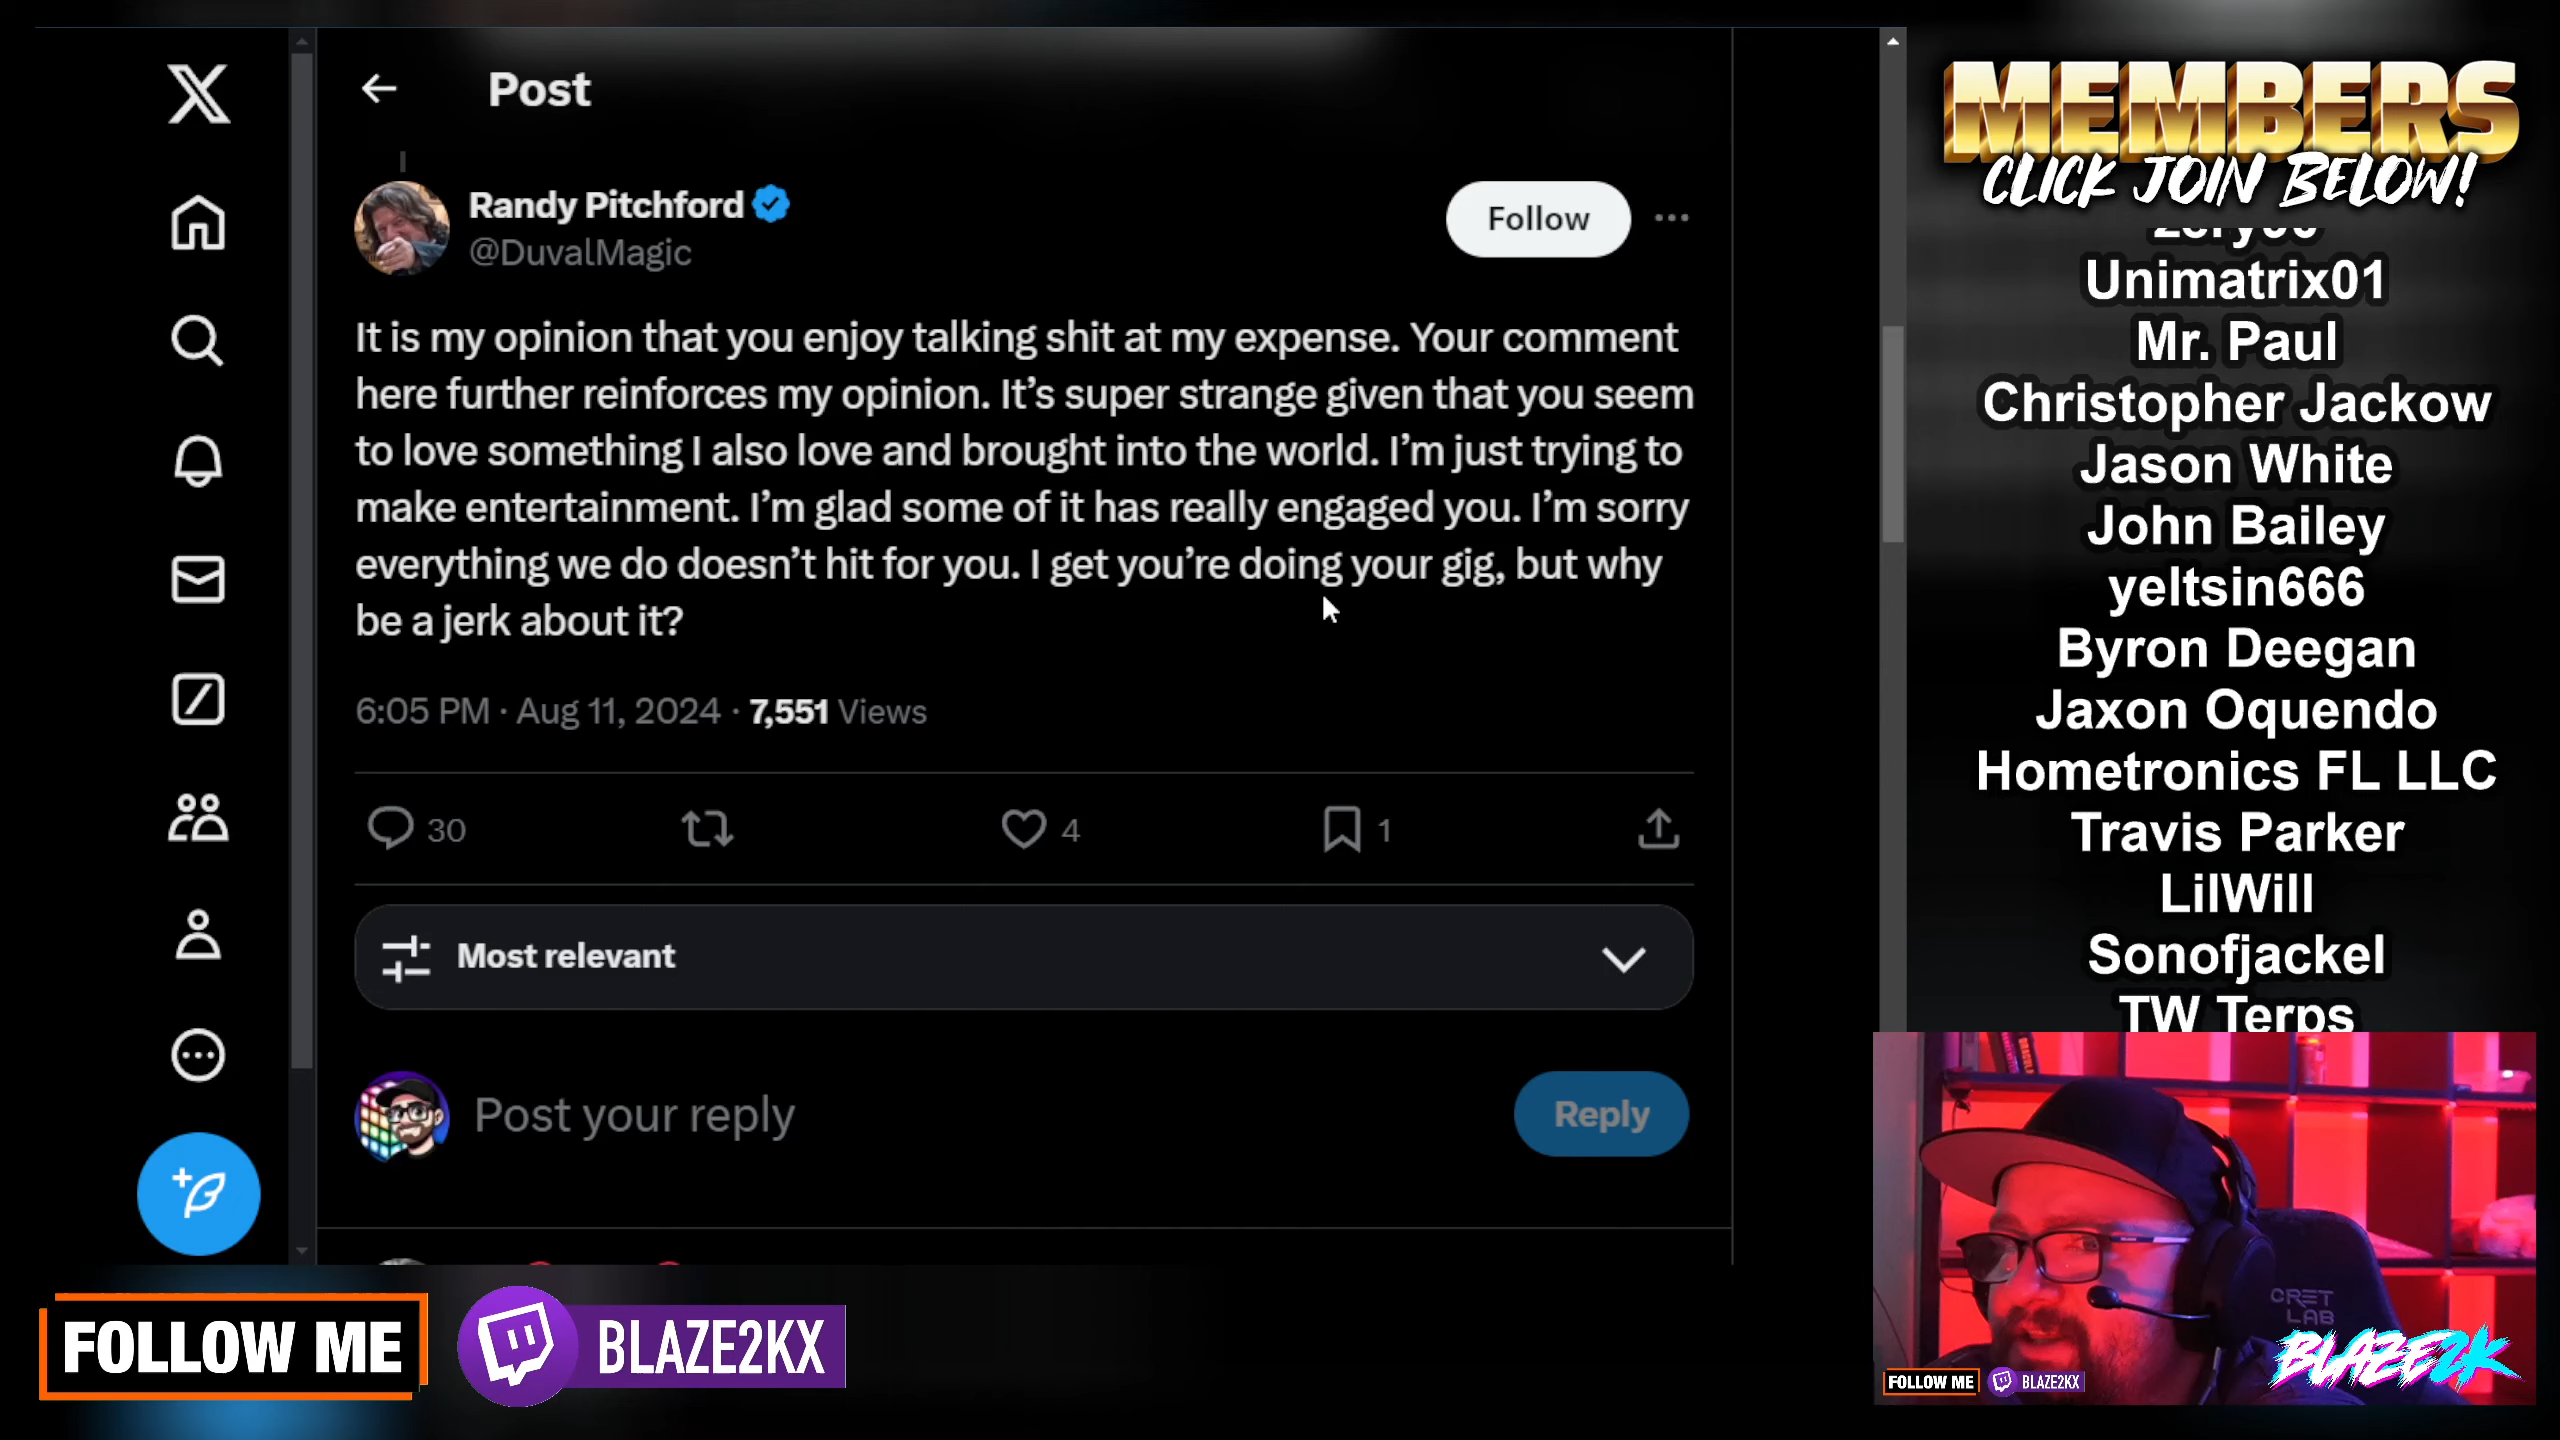 Post
Randy Pitchford
@DuvalMagic
Follow
It is my opinion that you enjoy talking shit at my expense. Your comment
here further reinforces my opinion. It's super strange given that you seem
to love something I also love and brought into the world. I'm just trying to
make entertainment. I'm glad some of it has really engaged you. I'm sorry
everything we do doesn't hit for you. I get you're doing your gig, but why
be a jerk about it?
6:05 PM · Aug 11, 2024 · 7,551 Views
30
4
1
Most relevant
Post your reply
Reply
FOLLOW ME
BLAZE2KX
MEMBERS
CLICK JOIN BELOW!
Unimatrix01
Mr. Paul
Christopher Jackow
Jason White
John Bailey
yeltsin666
Byron Deegan
Jaxon Oquendo
Hometronics FL LLC
Travis Parker
LilWill
Sonofjackel
TW Terps
BLAZE2K
FOLLOW ME
BLAZE2KX